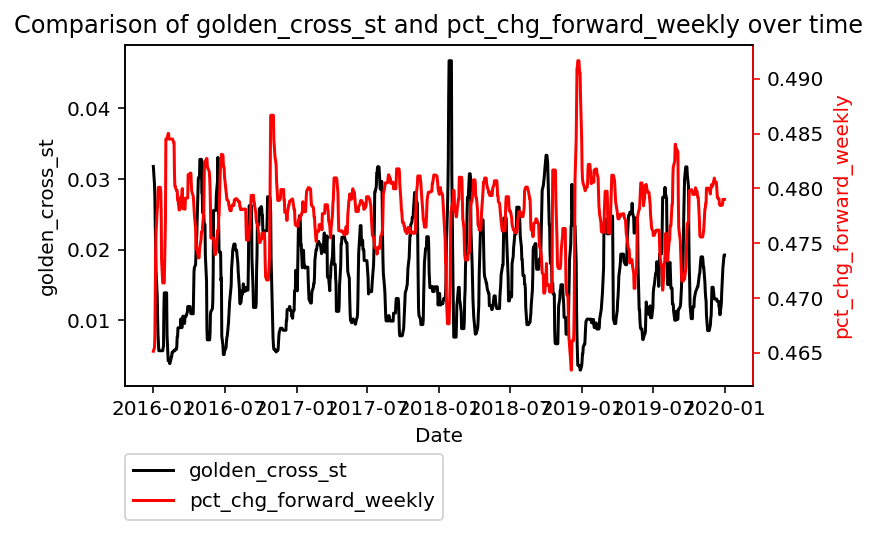 Comparison of golden_cross_st and pct_chg_forward_weekly over time
golden_cross_st
0.04
0.03
0.02
0.01
0.490
0.485
0.480
0.475
0.470
0.465
pct_chg_forward_weekly
2016-01 2016-07 2017-01 2017-07 2018-01 2018-07 2019-01 2019-07 2020-01
Date
golden_cross_st
pct_chg_forward_weekly